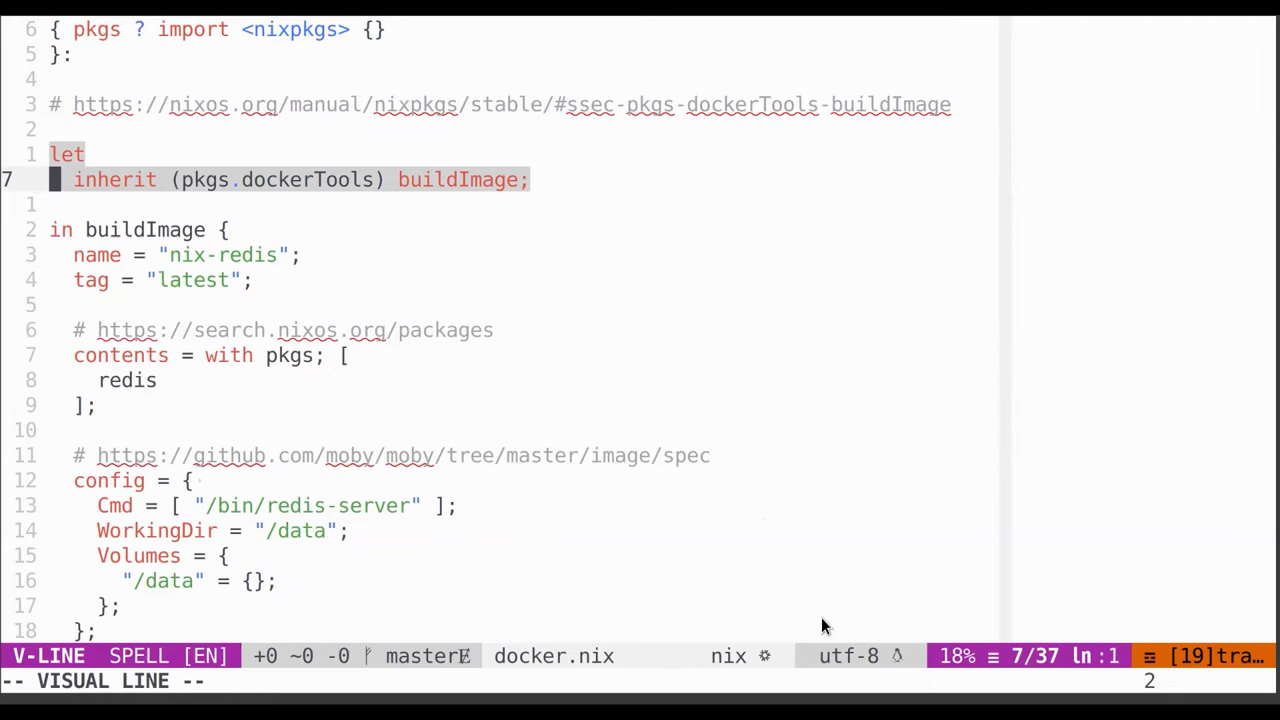 6 { pkgs ? import <nixpkgs> {}
5 }:
4
3 # https://nixos.org/manual/nixpkgs/stable/#ssec-pkgs-dockerTools-buildImage
2
1 let
7 inherit (pkgs.dockerTools) buildImage;
1
2 in buildImage {
3 name = "nix-redis";
4 tag = "latest";
5
6 # https://search.nixos.org/packages
7 contents = with pkgs; [
8 redis
9 ];
10
11 # https://github.com/moby/moby/tree/master/image/spec
12 config = {
13 Cmd = [ "/bin/redis-server" ];
14 WorkingDir = "/data";
15 Volumes = {
16 "/data" = {};
17 };
18 };
V-LINE SPELL [EN] +0 ~0 -0 master docker.nix nix utf-8 18% ≡ 7/37 ln:1 ≡ [19]tra…
-- VISUAL LINE -- 2